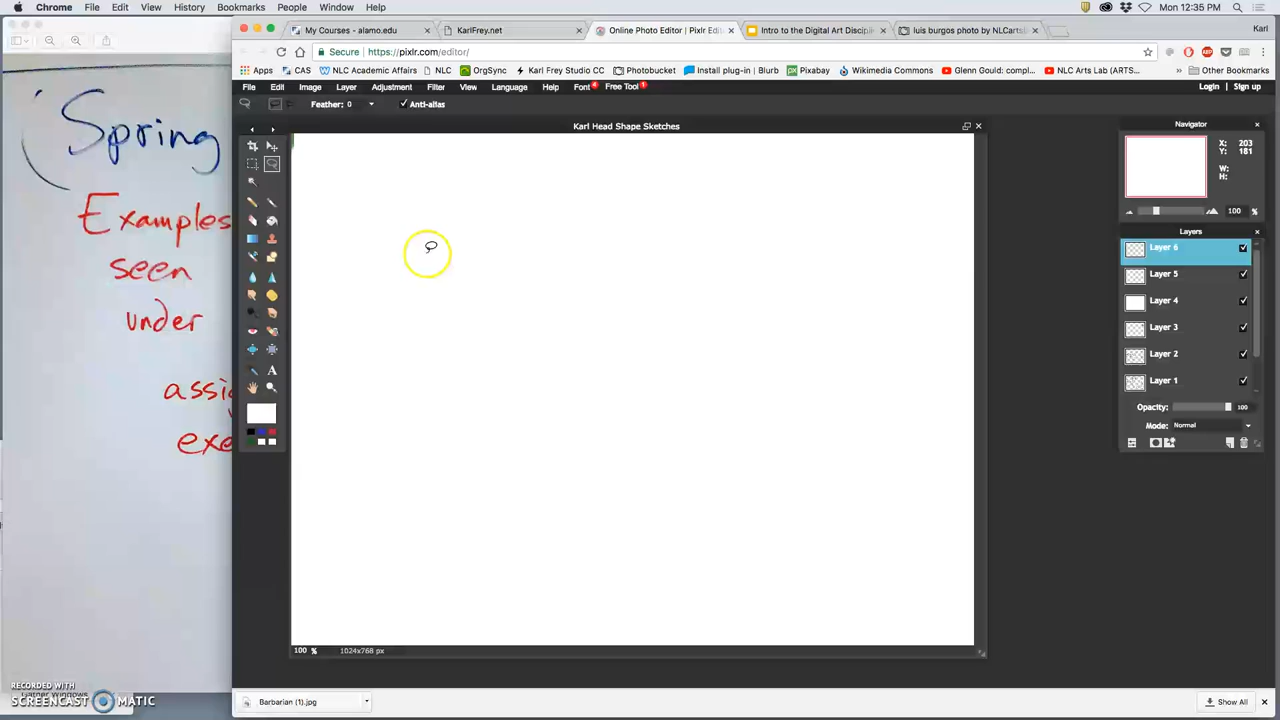 Chrome File Edit View History Bookmarks People Window Help
Mon 12:35 PM
My Courses - alamo.edu
KarlFrey.net
Online Photo Editor | Pixlr Edit
Intro to the Digital Art Disciplin
luis burgos photo by NLCartsl
Karl
Secure https://pixlr.com/editor/
Apps CAS NLC Academic Affairs NLC OrgSync Karl Frey Studio CC Photobucket Install plug-in | Blurb Pixabay Wikimedia Commons Glenn Gould: compl... NLC Arts Lab (ARTS... » Other Bookmarks
File Edit Image Layer Adjustment Filter View Language Help Font Free Tool Login Sign up
Feather: 0 Anti-alias
Karl Head Shape Sketches
Navigator
X: 203
Y: 181
W:
H:
100 %
Layers
Layer 6
Layer 5
Layer 4
Layer 3
Layer 2
Layer 1
Opacity: 100
Mode: Normal
A
100 % 1024x768 px
Spring
Examples
seen
under
assi
exe
RECORDED WITH
SCREENCAST MATIC
Gather Windows
Barbarian (1).jpg
Show All